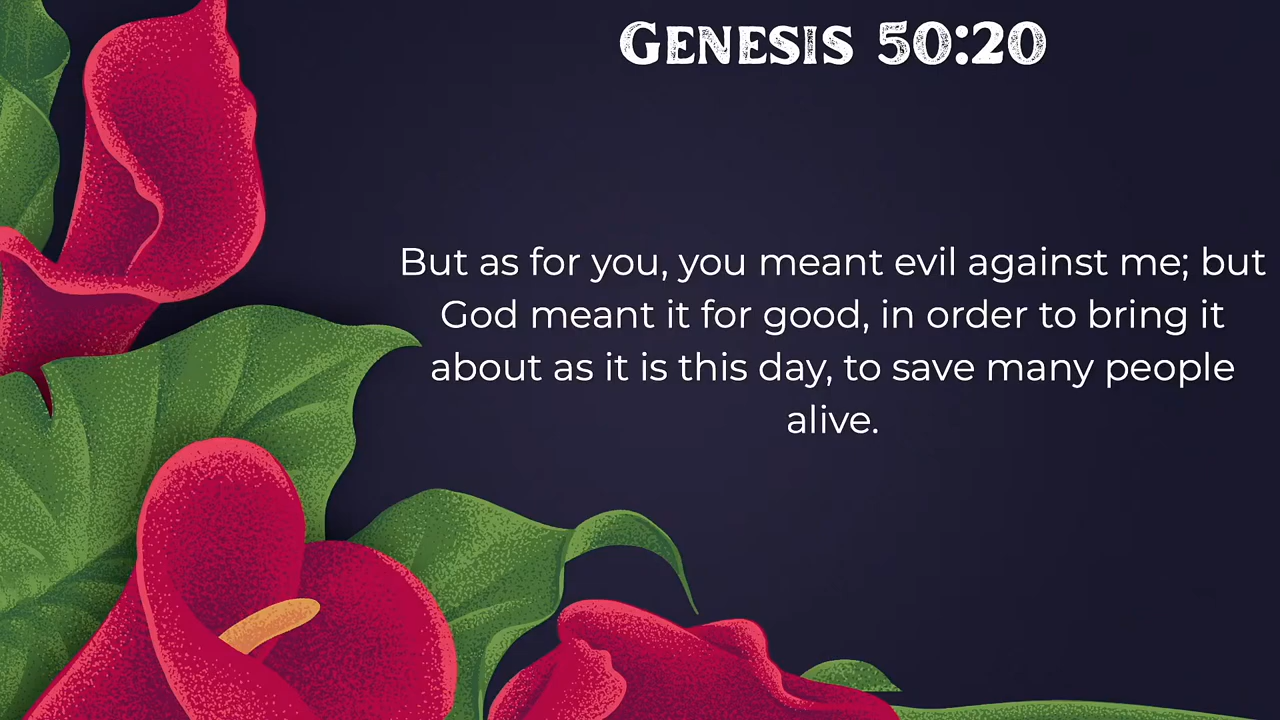 Genesis 50:20
But as for you, you meant evil against me; but
God meant it for good, in order to bring it
about as it is this day, to save many people
alive.